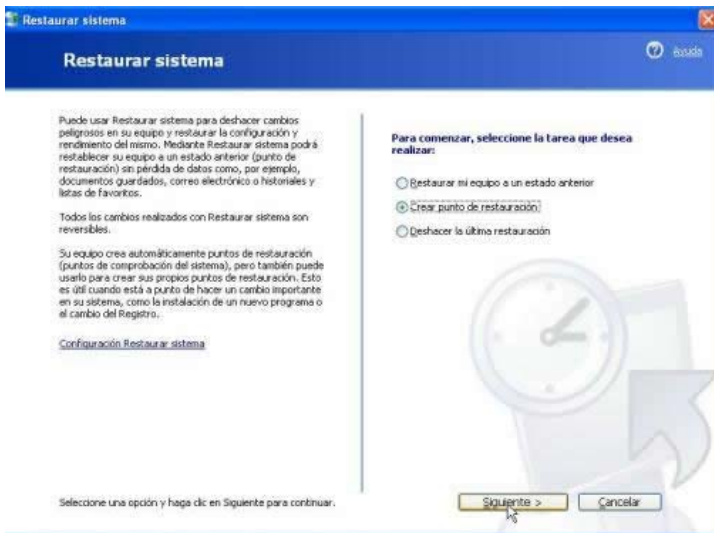 Restaurar sistema
Restaurar sistema
Ayuda
Puede usar Restaurar sistema para deshacer cambios
peligrosos en su equipo y restaurar la configuración y
rendimiento del mismo. Mediante Restaurar sistema podrá
restablecer su equipo a un estado anterior (punto de
restauración) sin pérdida de datos como, por ejemplo,
documentos guardados, correo electrónico o historiales y
listas de favoritos.
Todos los cambios realizados con Restaurar sistema son
reversibles.
Su equipo crea automáticamente puntos de restauración
(puntos de comprobación del sistema), pero también puede
usarlo para crear sus propios puntos de restauración. Esto
es útil cuando está a punto de hacer un cambio importante
en su sistema, como la instalación de un nuevo programa o
el cambio del Registro.
Configuración Restaurar sistema
Para comenzar, seleccione la tarea que desea
realizar:
Restaurar mi equipo a un estado anterior
Crear punto de restauración
Deshacer la última restauración
Seleccione una opción y haga clic en Siguiente para continuar.
Siguiente >
Cancelar